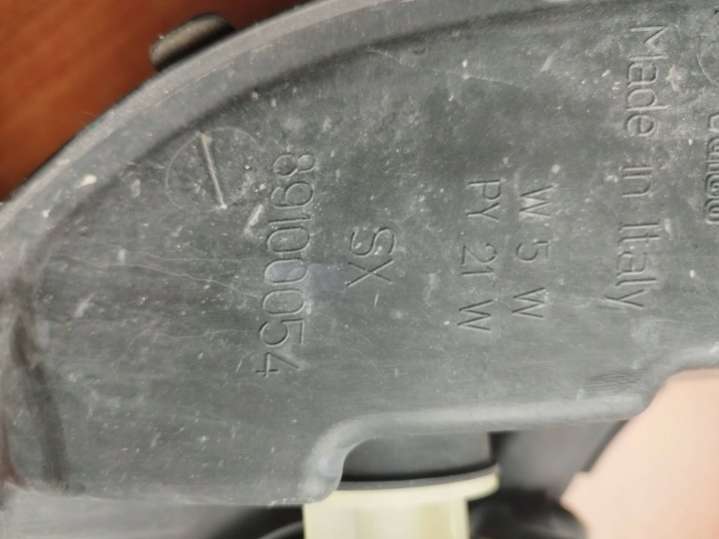 Made in Italy
W 5 W
PY 21 W
SX
89100054